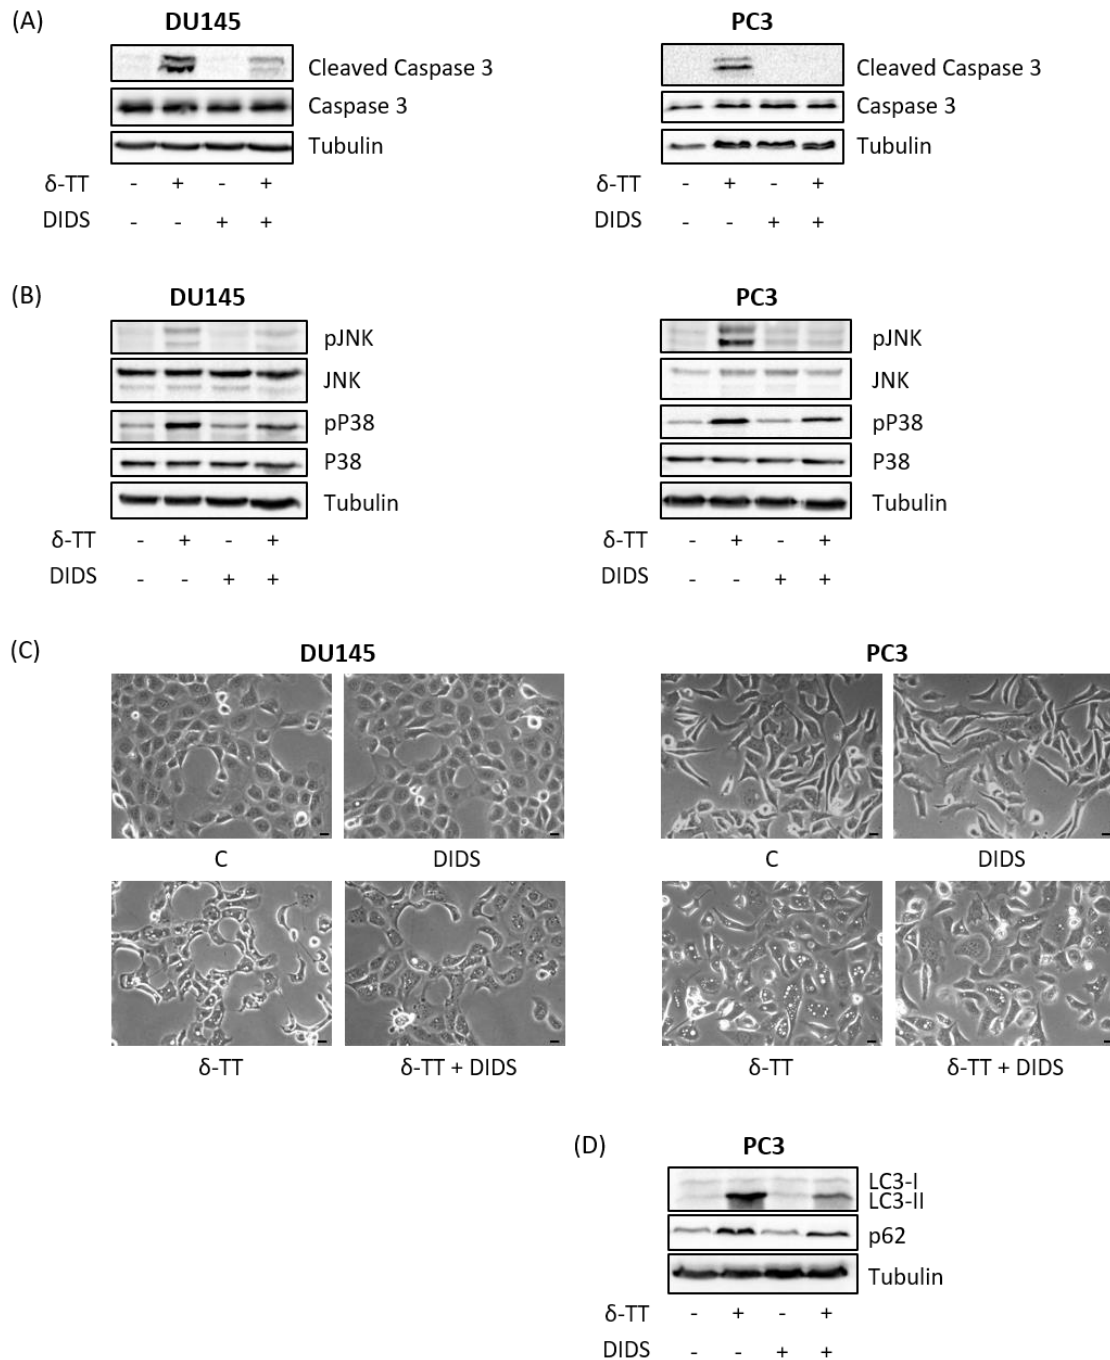 (A)
DU145
PC3
Cleaved Caspase 3
Caspase 3
Tubulin
δ-TT - + - +
DIDS - - + +
Cleaved Caspase 3
Caspase 3
Tubulin
δ-TT - + - +
DIDS - - + +
(B)
DU145
PC3
pJNK
JNK
pP38
P38
Tubulin
δ-TT - + - +
DIDS - - + +
pJNK
JNK
pP38
P38
Tubulin
δ-TT - + - +
DIDS - - + +
(C)
DU145
PC3
C DIDS
δ-TT δ-TT + DIDS
C DIDS
δ-TT δ-TT + DIDS
(D)
PC3
LC3-I
LC3-II
p62
Tubulin
δ-TT - + - +
DIDS - - + +